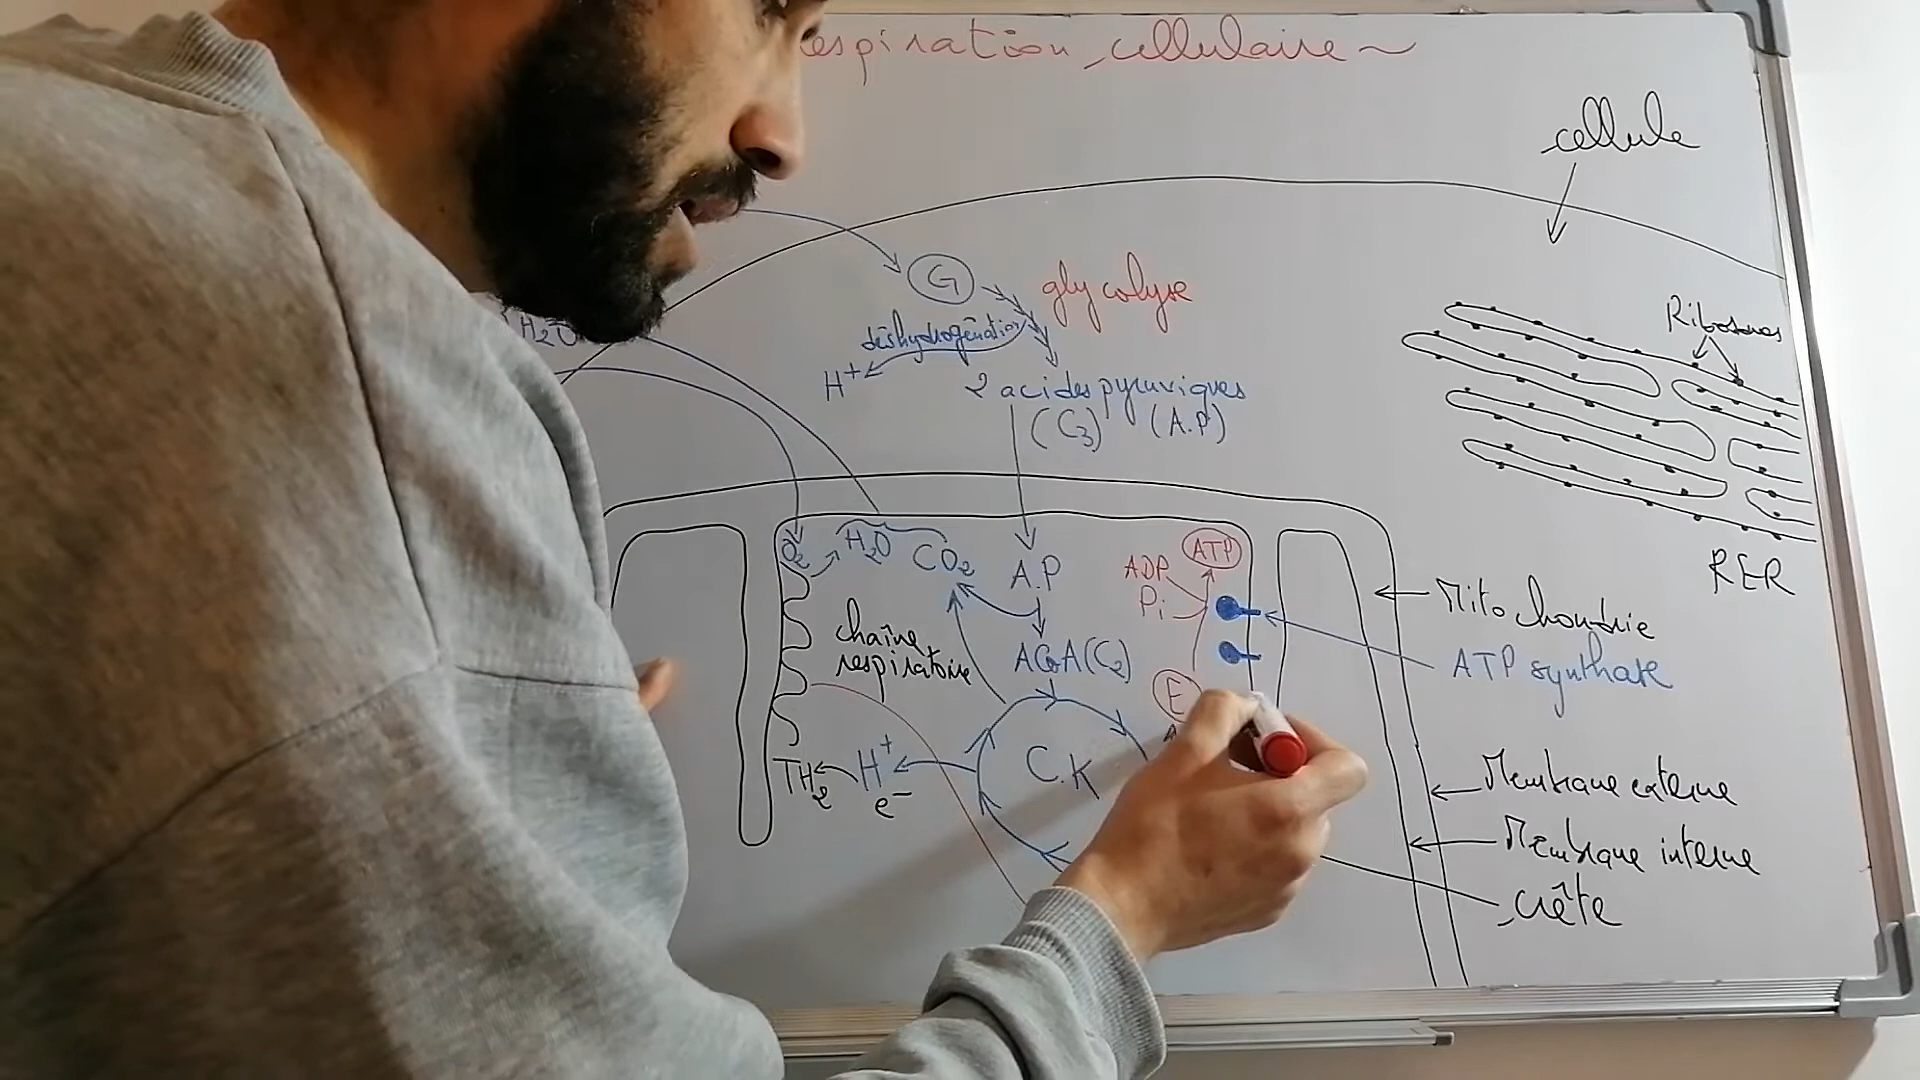 espiration cellulaire
cellule
G
glycolyse
déshydrogénation
H+
H₂O
2 acides pyruviques
(C₃) (A.P)
Ribosomes
RER
O₂
H₂O
CO₂
A.P
ADP
Pi
ATP
chaîne
respiratoire
ACoA(C₂)
E
Mitochondrie
ATP synthase
TH₂
H+
e−
C.K
Membrane externe
Membrane interne
crête